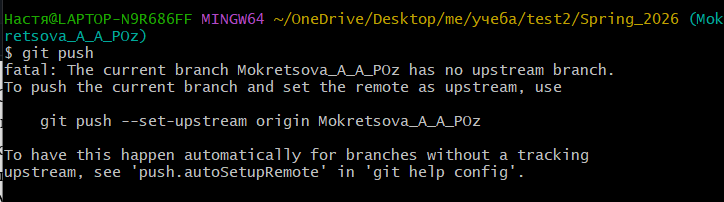 Настя@LAPTOP-N9R686FF MINGW64 ~/OneDrive/Desktop/me/учеба/test2/Spring_2026 (Mok
retsova_A_A_POz)
$ git push
fatal: The current branch Mokretsova_A_A_POz has no upstream branch.
To push the current branch and set the remote as upstream, use
    git push --set-upstream origin Mokretsova_A_A_POz
To have this happen automatically for branches without a tracking
upstream, see 'push.autoSetupRemote' in 'git help config'.